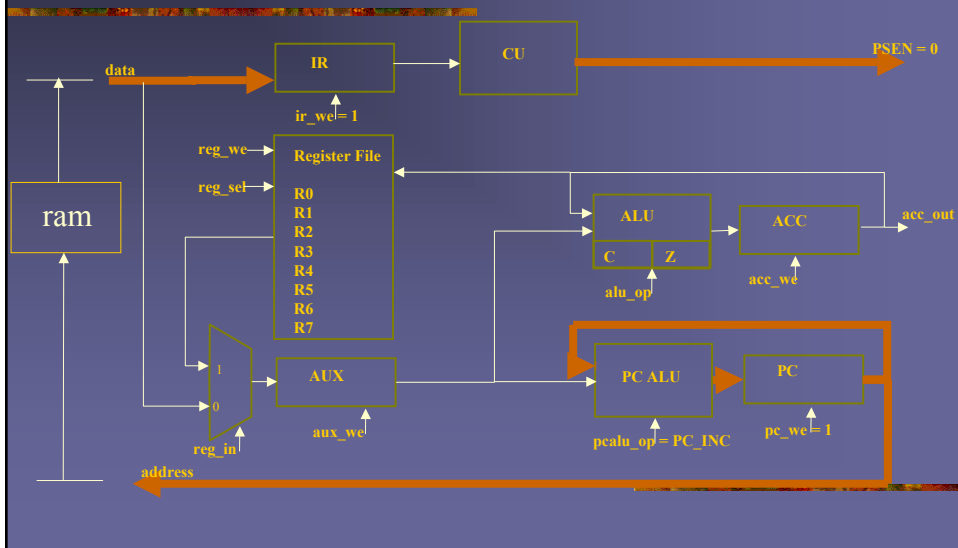 PSEN = 0
CU
IR
data
ir_we = 1
reg_we
Register File
reg_sel
R0
R1
R2
R3
R4
R5
R6
R7
ram
ALU
ACC
acc_out
C
Z
alu_op
acc_we
1
0
AUX
PC ALU
PC
reg_in
aux_we
pcalu_op = PC_INC
pc_we = 1
address